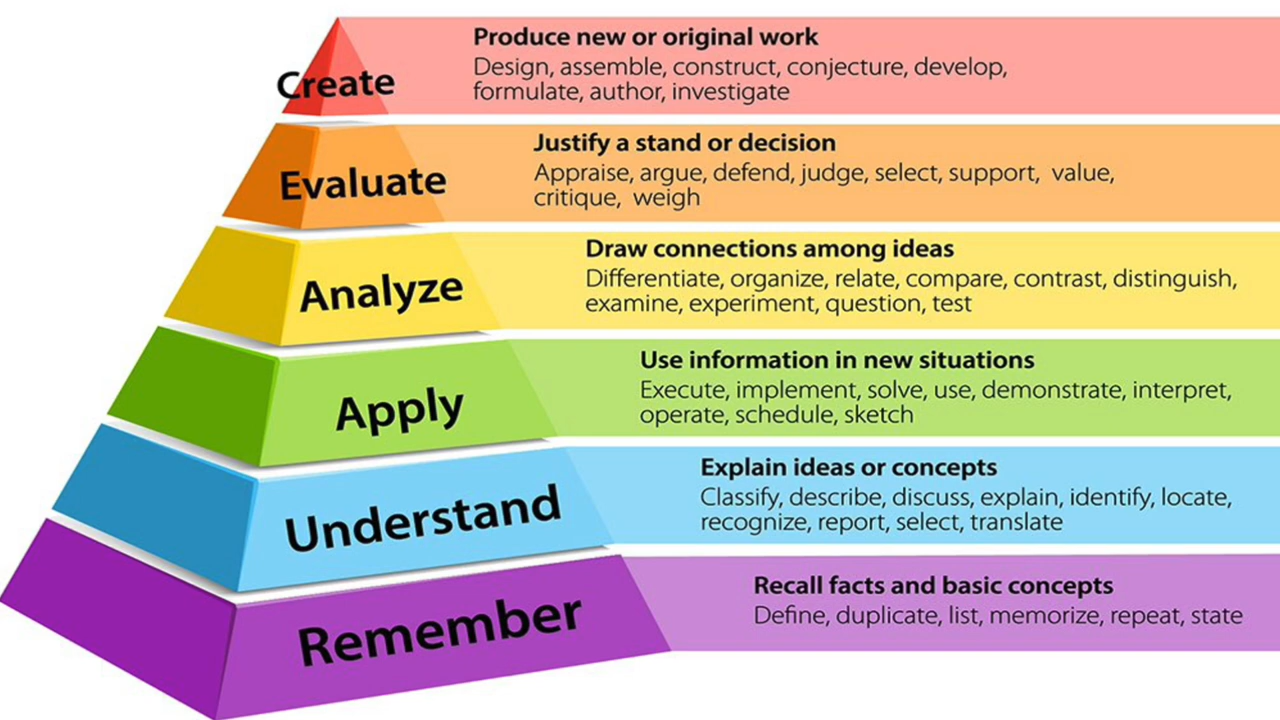 Create
Produce new or original work
Design, assemble, construct, conjecture, develop,
formulate, author, investigate
Evaluate
Justify a stand or decision
Appraise, argue, defend, judge, select, support, value,
critique, weigh
Analyze
Draw connections among ideas
Differentiate, organize, relate, compare, contrast, distinguish,
examine, experiment, question, test
Apply
Use information in new situations
Execute, implement, solve, use, demonstrate, interpret,
operate, schedule, sketch
Understand
Explain ideas or concepts
Classify, describe, discuss, explain, identify, locate,
recognize, report, select, translate
Remember
Recall facts and basic concepts
Define, duplicate, list, memorize, repeat, state